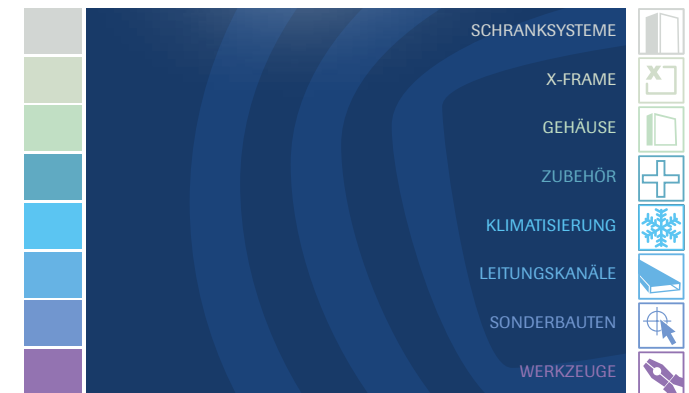 SCHRANKSYSTEME
X-FRAME
GEHÄUSE
ZUBEHÖR
KLIMATISIERUNG
LEITUNGSKANÄLE
SONDERBAUTEN
WERKZEUGE
X